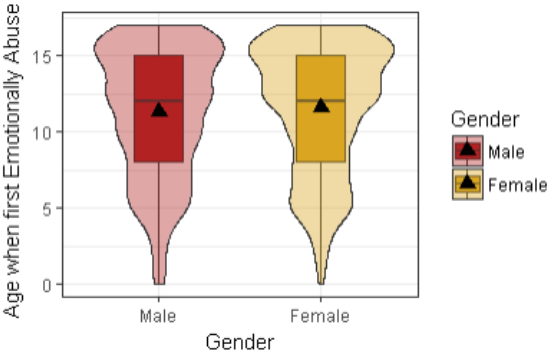 Age when first Emotionally Abuse
15
10
5
0
Male
Female
Gender
Gender
Male
Female